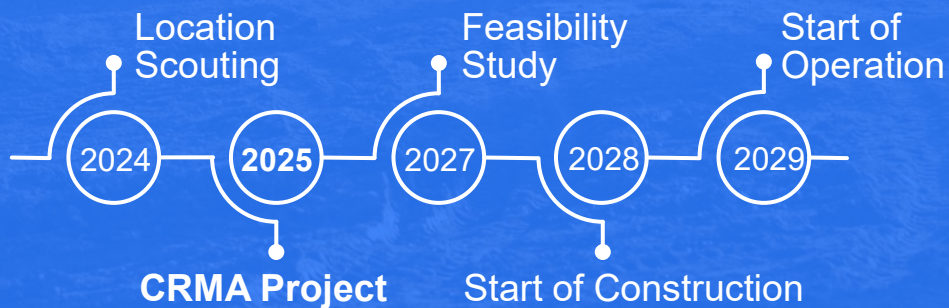 Location
Scouting
Feasibility
Study
Start of
Operation
2024
2025
2027
2028
2029
CRMA Project
Start of Construction